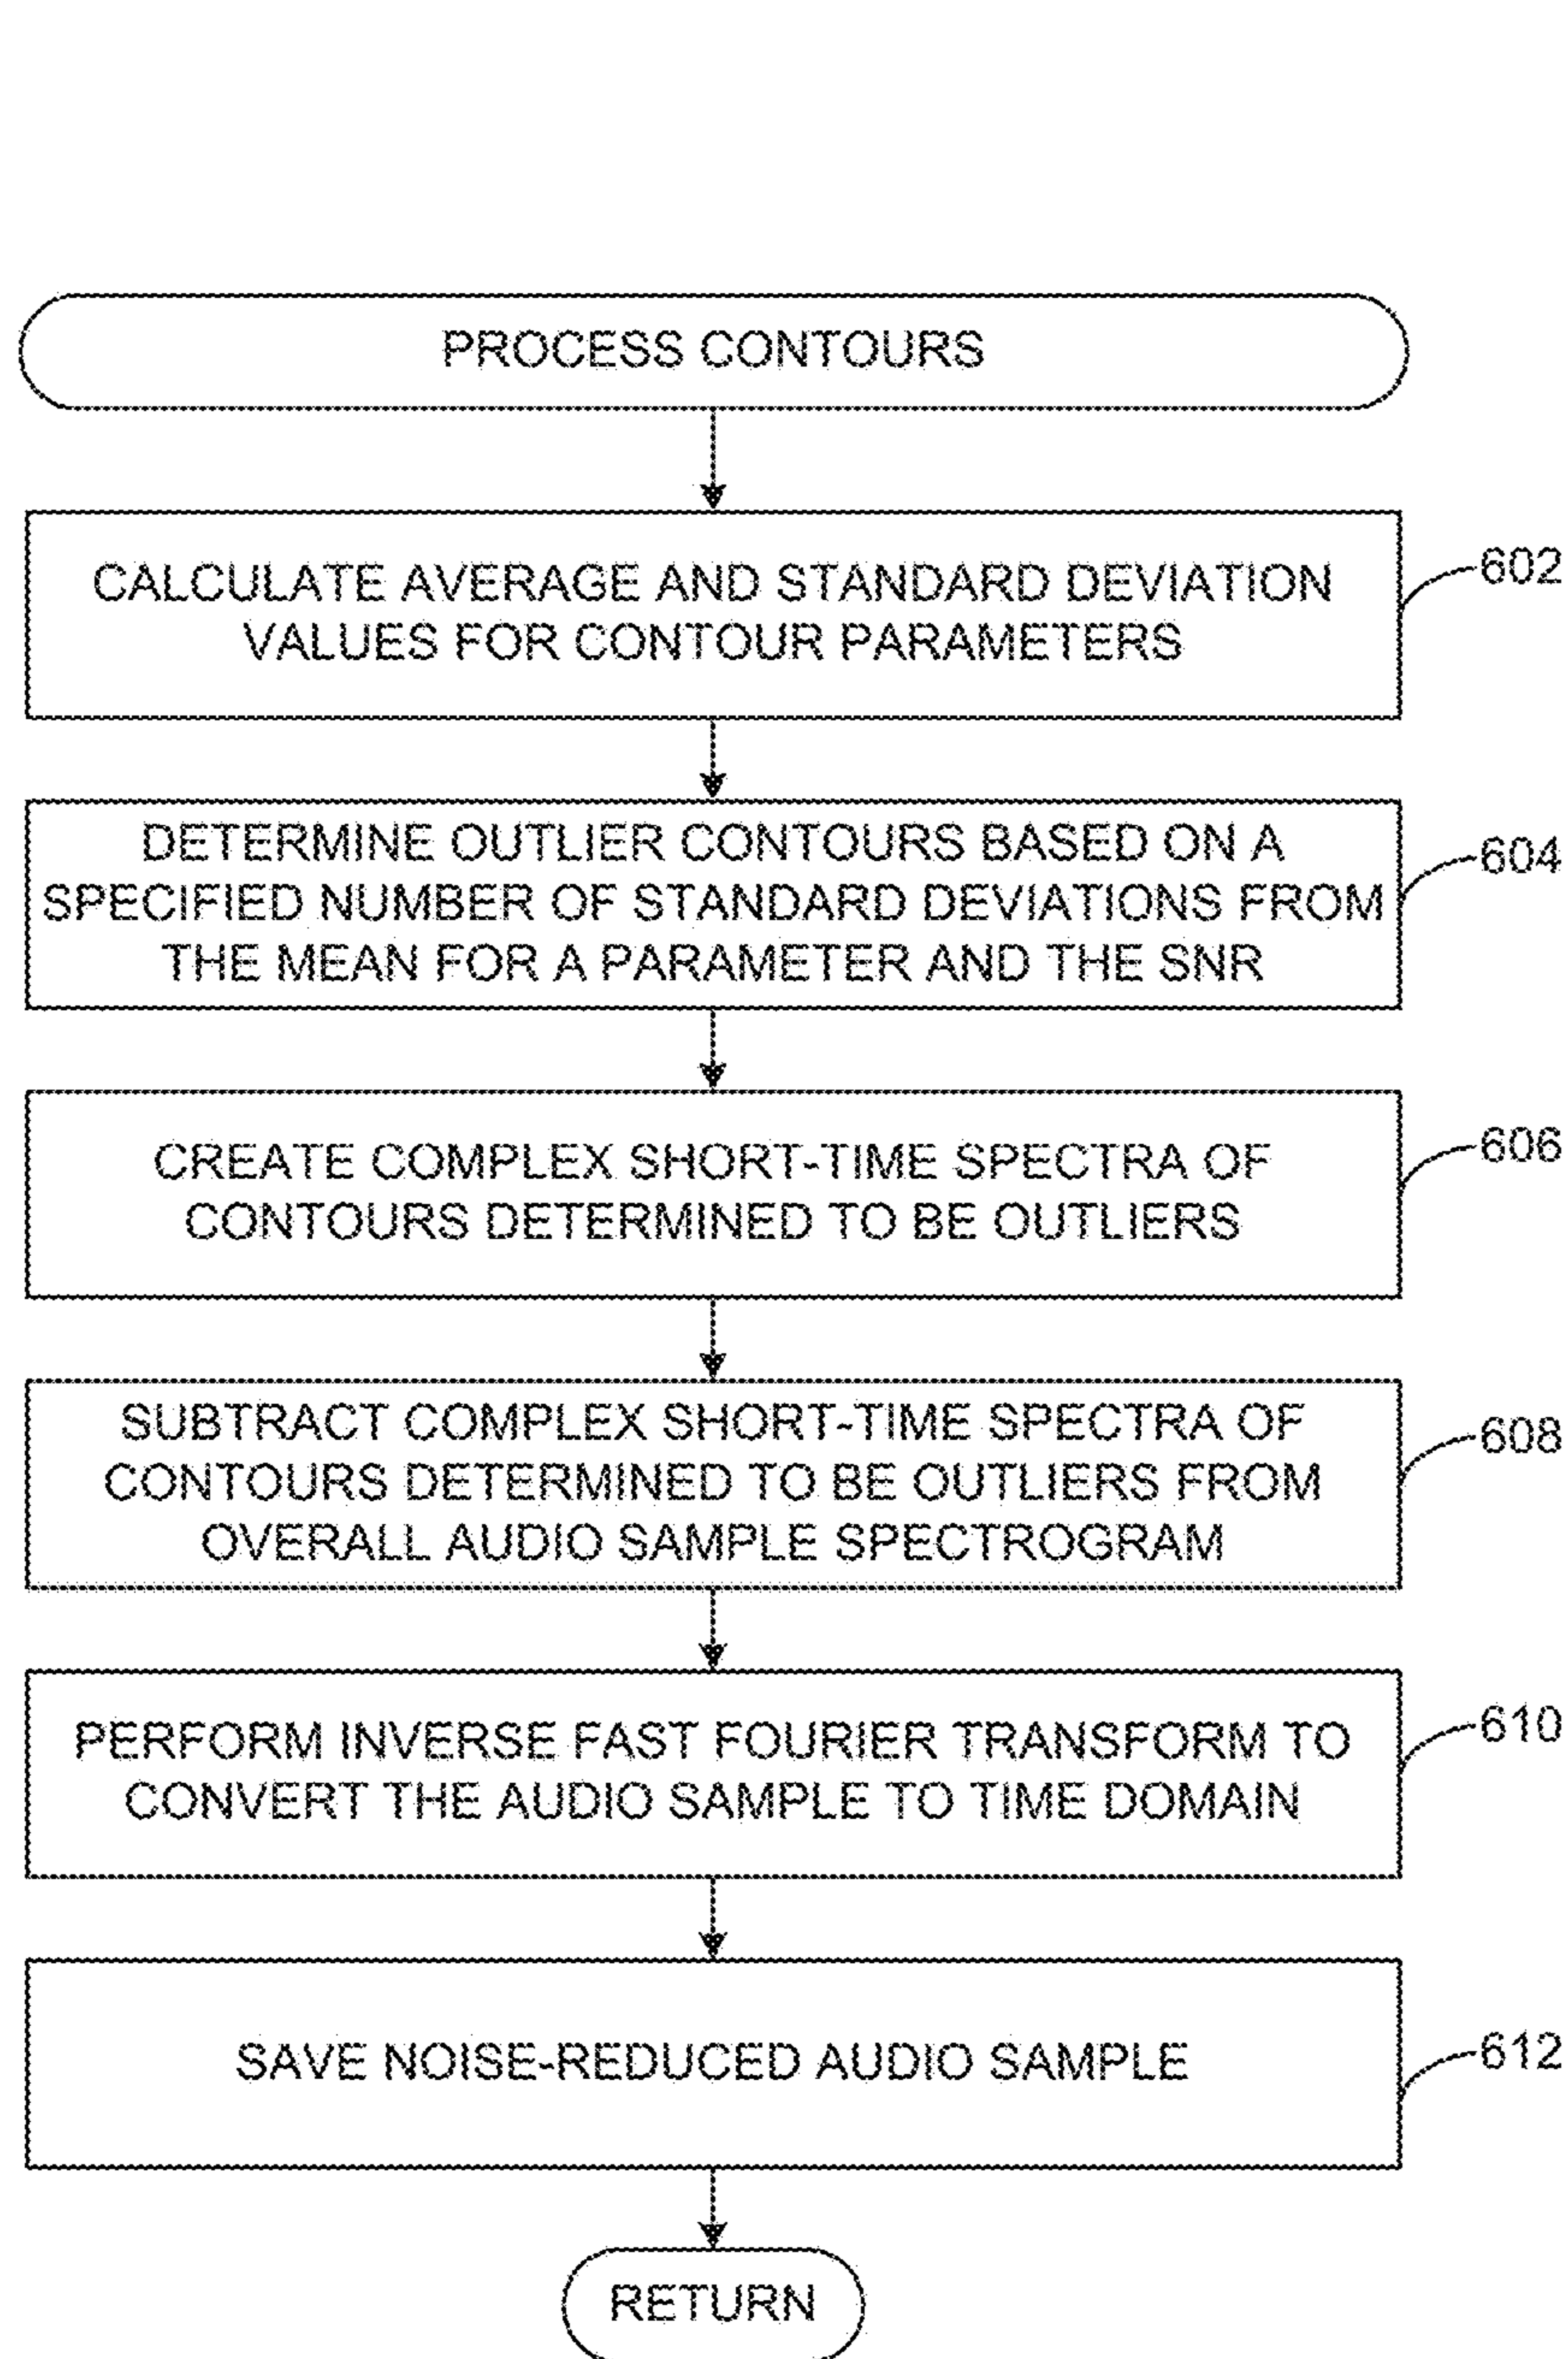 PROCESS CONTOURS
CALCULATE AVERAGE AND STANDARD DEVIATION
VALUES FOR CONTOUR PARAMETERS
602
DETERMINE OUTLIER CONTOURS BASED ON A
SPECIFIED NUMBER OF STANDARD DEVIATIONS FROM
THE MEAN FOR A PARAMETER AND THE SNR
604
CREATE COMPLEX SHORT-TIME SPECTRA OF
CONTOURS DETERMINED TO BE OUTLIERS
606
SUBTRACT COMPLEX SHORT-TIME SPECTRA OF
CONTOURS DETERMINED TO BE OUTLIERS FROM
OVERALL AUDIO SAMPLE SPECTROGRAM
608
PERFORM INVERSE FAST FOURIER TRANSFORM TO
CONVERT THE AUDIO SAMPLE TO TIME DOMAIN
610
SAVE NOISE-REDUCED AUDIO SAMPLE
612
RETURN